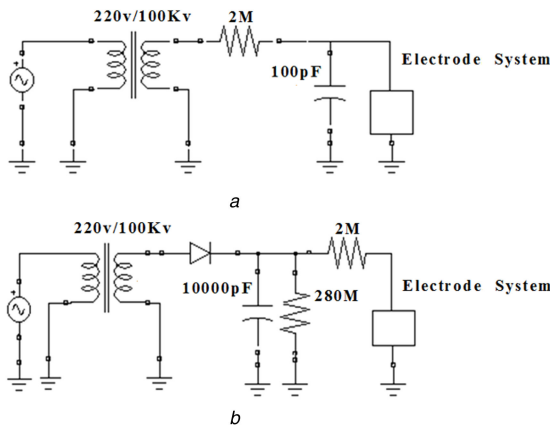 220v/100Kv
2M
Electrode System
100pF
a
220v/100Kv
2M
Electrode System
10000pF
280M
b